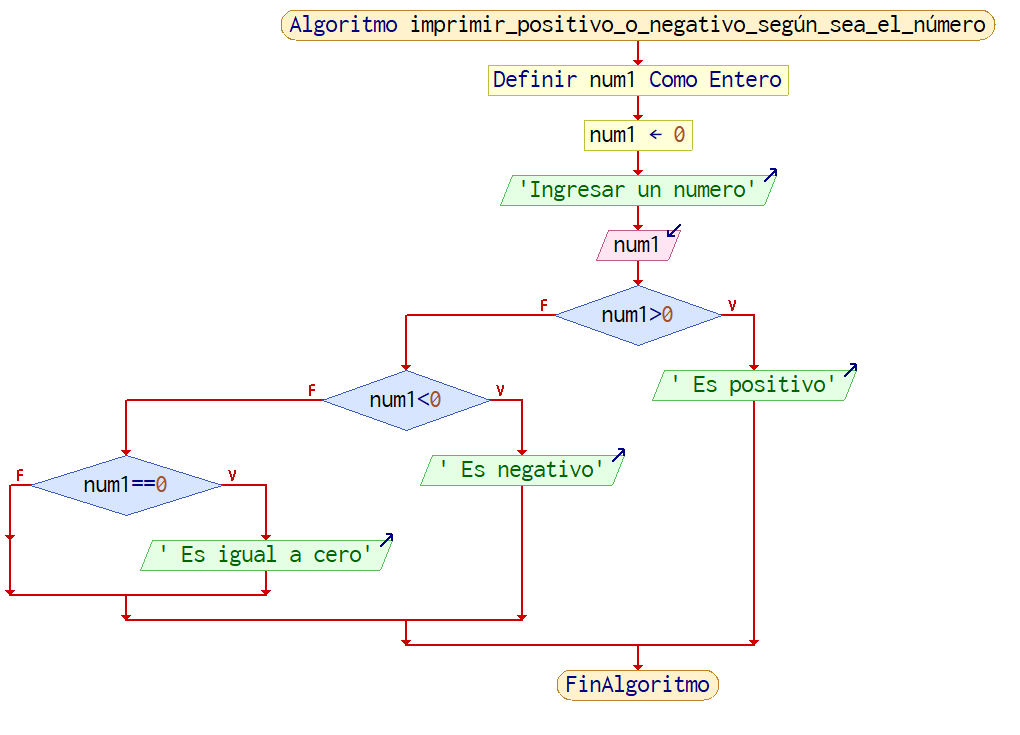 Algoritmo imprimir_positivo_o_negativo_según_sea_el_número
Definir num1 Como Entero
num1 ← 0
'Ingresar un numero'
num1
F
num1>0
V
F
num1<0
V
' Es positivo'
F
num1==0
V
' Es negativo'
' Es igual a cero'
FinAlgoritmo